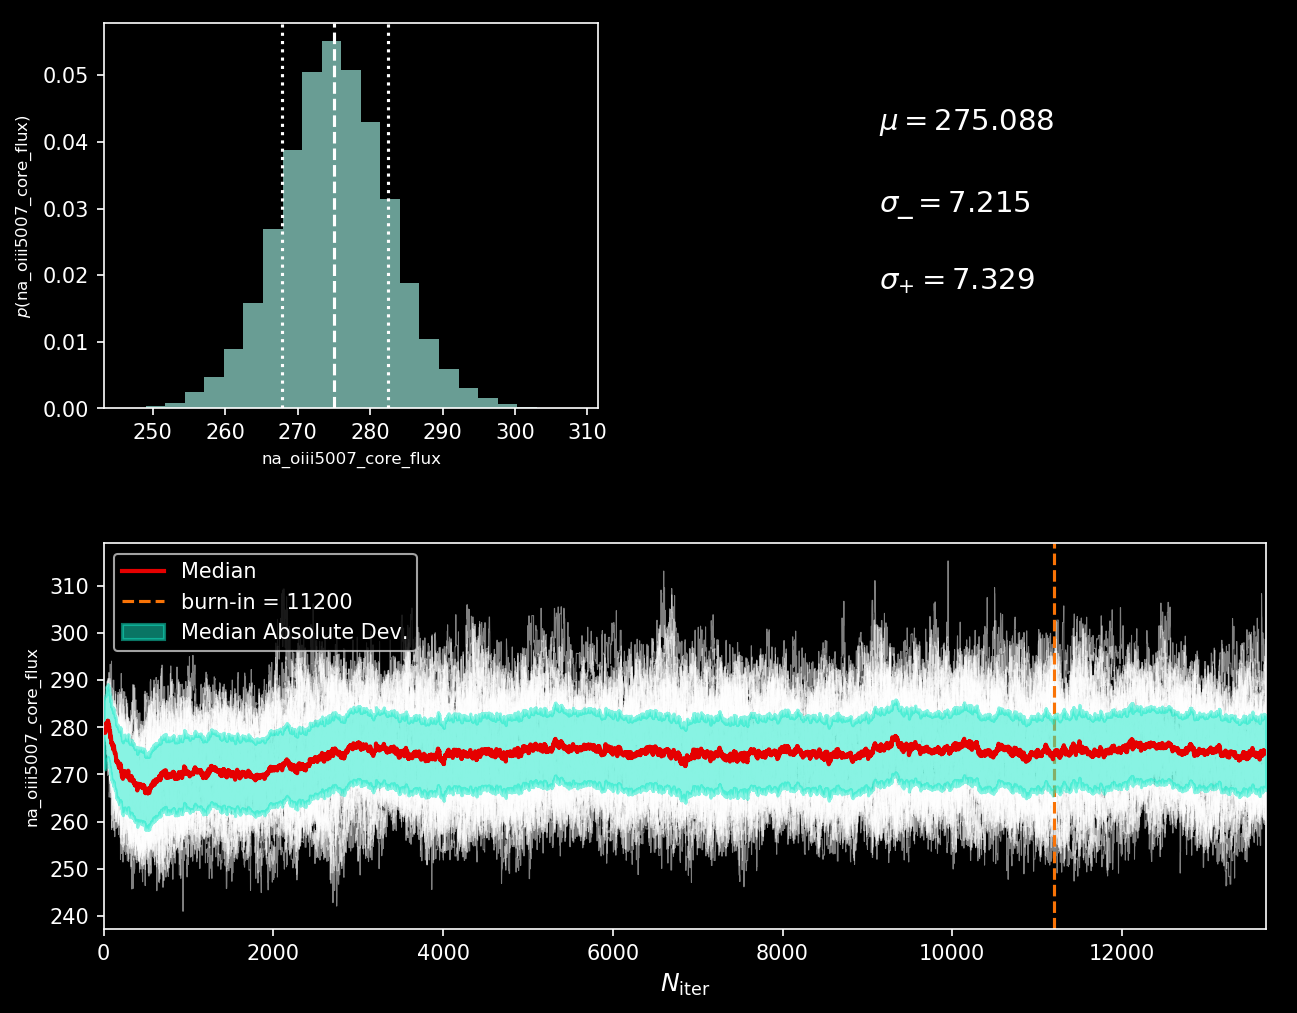 0.05
0.04
0.03
0.02
0.01
0.00
p(na_oiii5007_core_flux)
250 260 270 280 290 300 310
na_oiii5007_core_flux
μ = 275.088
σ_ = 7.215
σ+ = 7.329
310
300
290
280
270
260
250
240
na_oiii5007_core_flux
Median
burn-in = 11200
Median Absolute Dev.
0 2000 4000 6000 8000 10000 12000
Niter